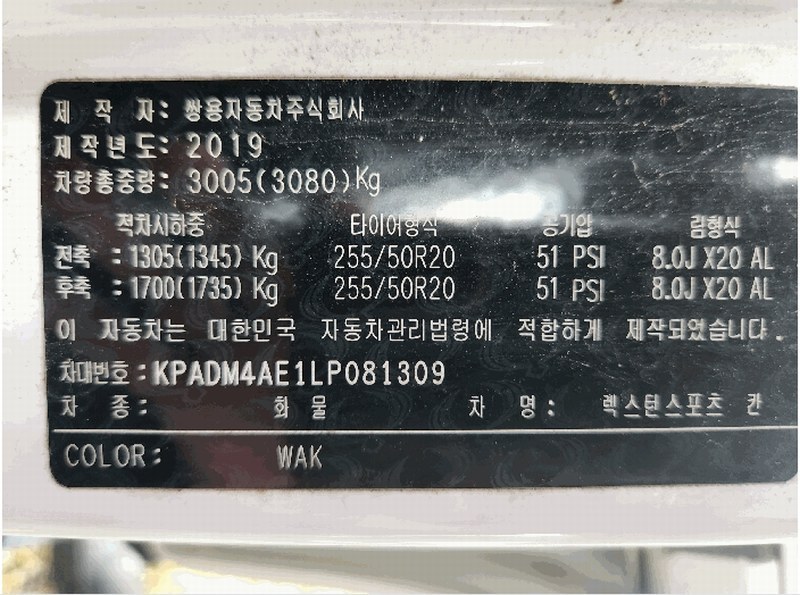 제 작 자: 쌍용자동차주식회사
제작년도: 2019
차량총중량: 3005(3080)Kg
적차시하중 타이어형식 공기압 림형식
전축 : 1305(1345) Kg 255/50R20 51 PSI 8.0J X20 AL
후축 : 1700(1735) Kg 255/50R20 51 PSI 8.0J X20 AL
이 자동차는 대한민국 자동차관리법령에 적합하게 제작되었습니다.
차대번호: KPADM4AE1LP081309
차 종: 화 물 차 명: 렉스턴스포츠 칸
COLOR: WAK